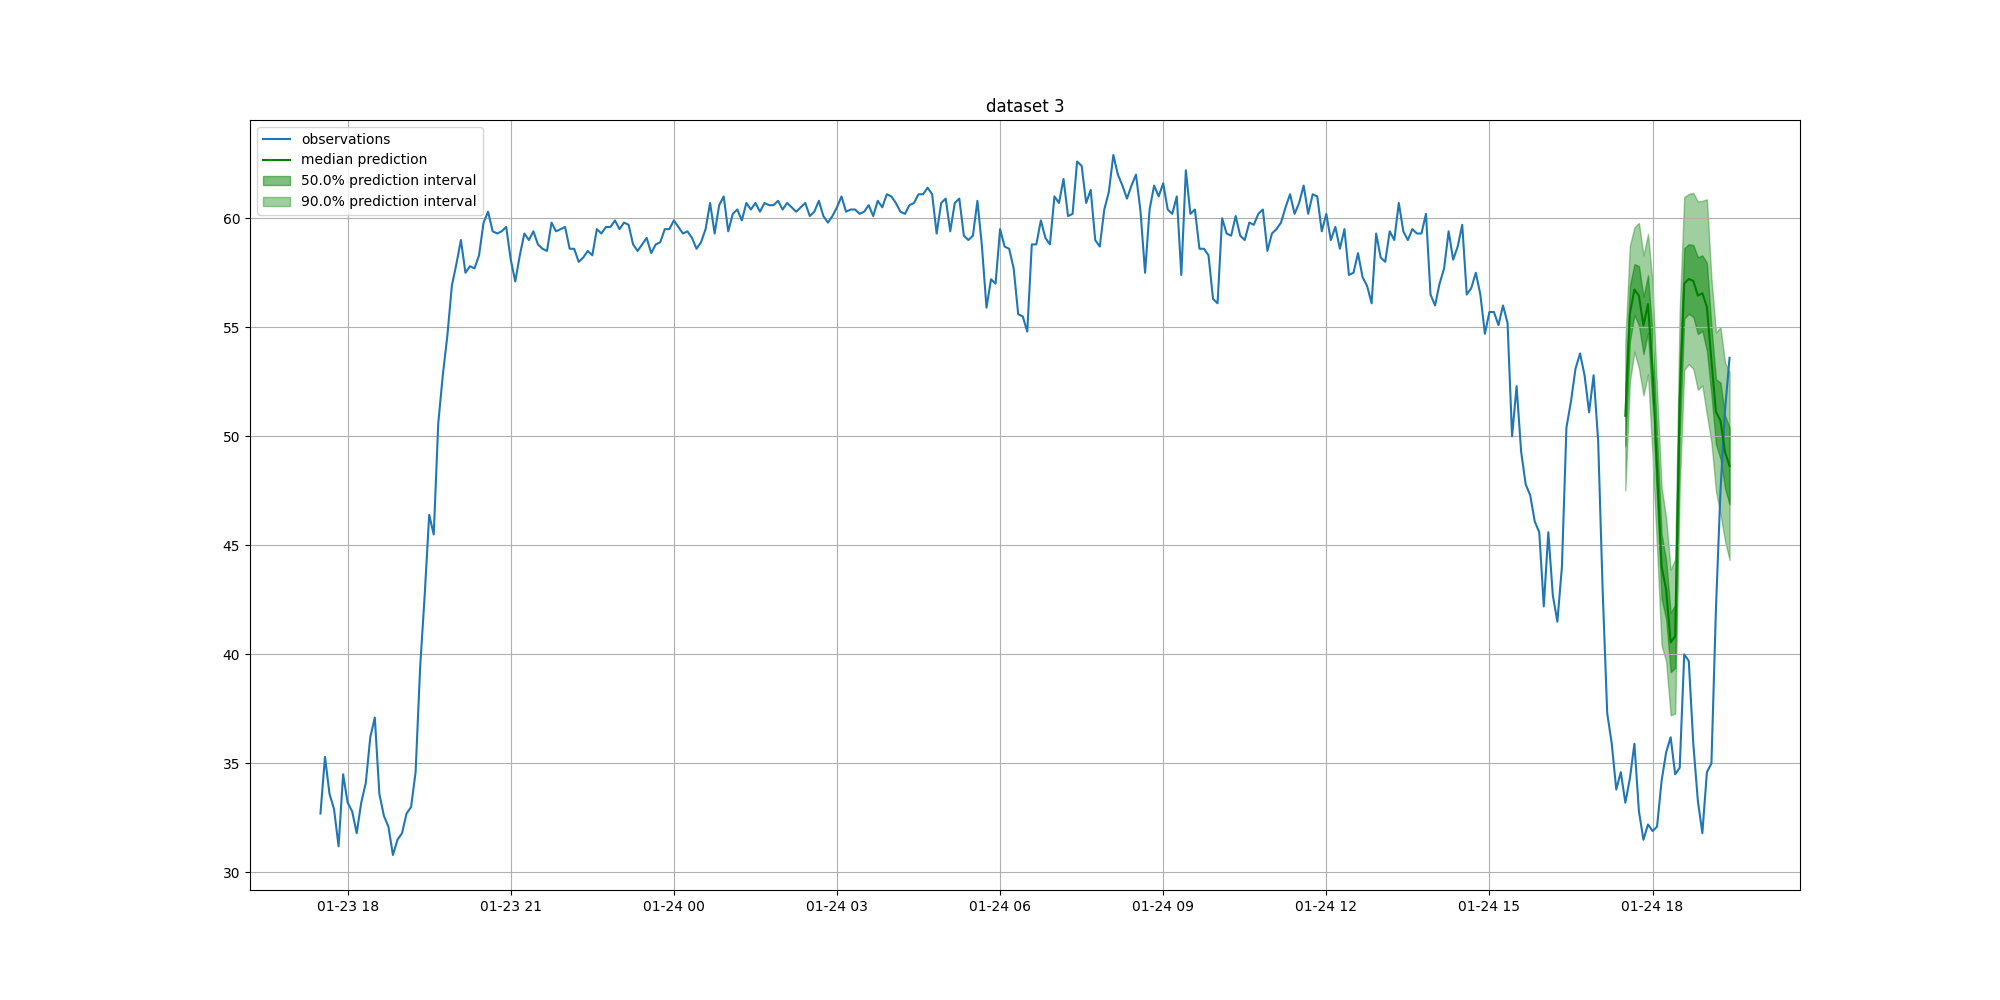 dataset 3
observations
median prediction
50.0% prediction interval
90.0% prediction interval
60
55
50
45
40
35
30
01-23 18 01-23 21 01-24 00 01-24 03 01-24 06 01-24 09 01-24 12 01-24 15 01-24 18